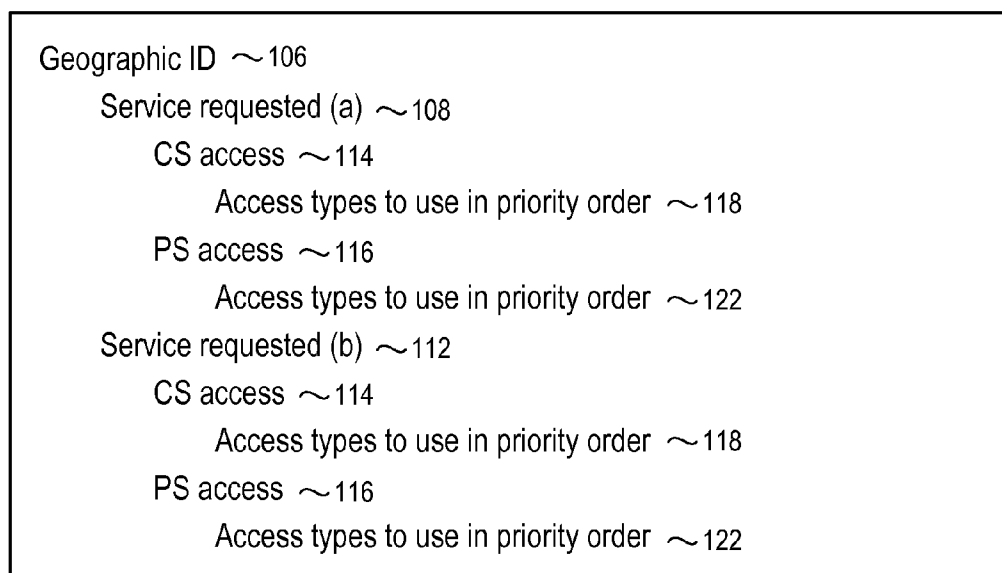 Geographic ID ~106
Service requested (a) ~108
CS access ~114
Access types to use in priority order ~118
PS access ~116
Access types to use in priority order ~122
Service requested (b) ~112
CS access ~114
Access types to use in priority order ~118
PS access ~116
Access types to use in priority order ~122